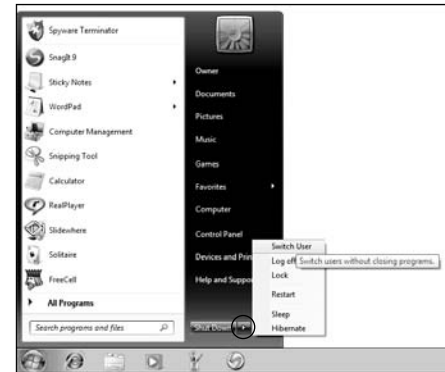 Spyware Terminator
SnagIt 9
Sticky Notes
WordPad
Computer Management
Snipping Tool
Calculator
RealPlayer
Slidewhere
Solitaire
FreeCell
All Programs
Search programs and files
Owner
Documents
Pictures
Music
Games
Favorites
Computer
Control Panel
Devices and Prin
Help and Suppo
Shut Down
Switch User
Log off
Switch users without closing programs.
Lock
Restart
Sleep
Hibernate